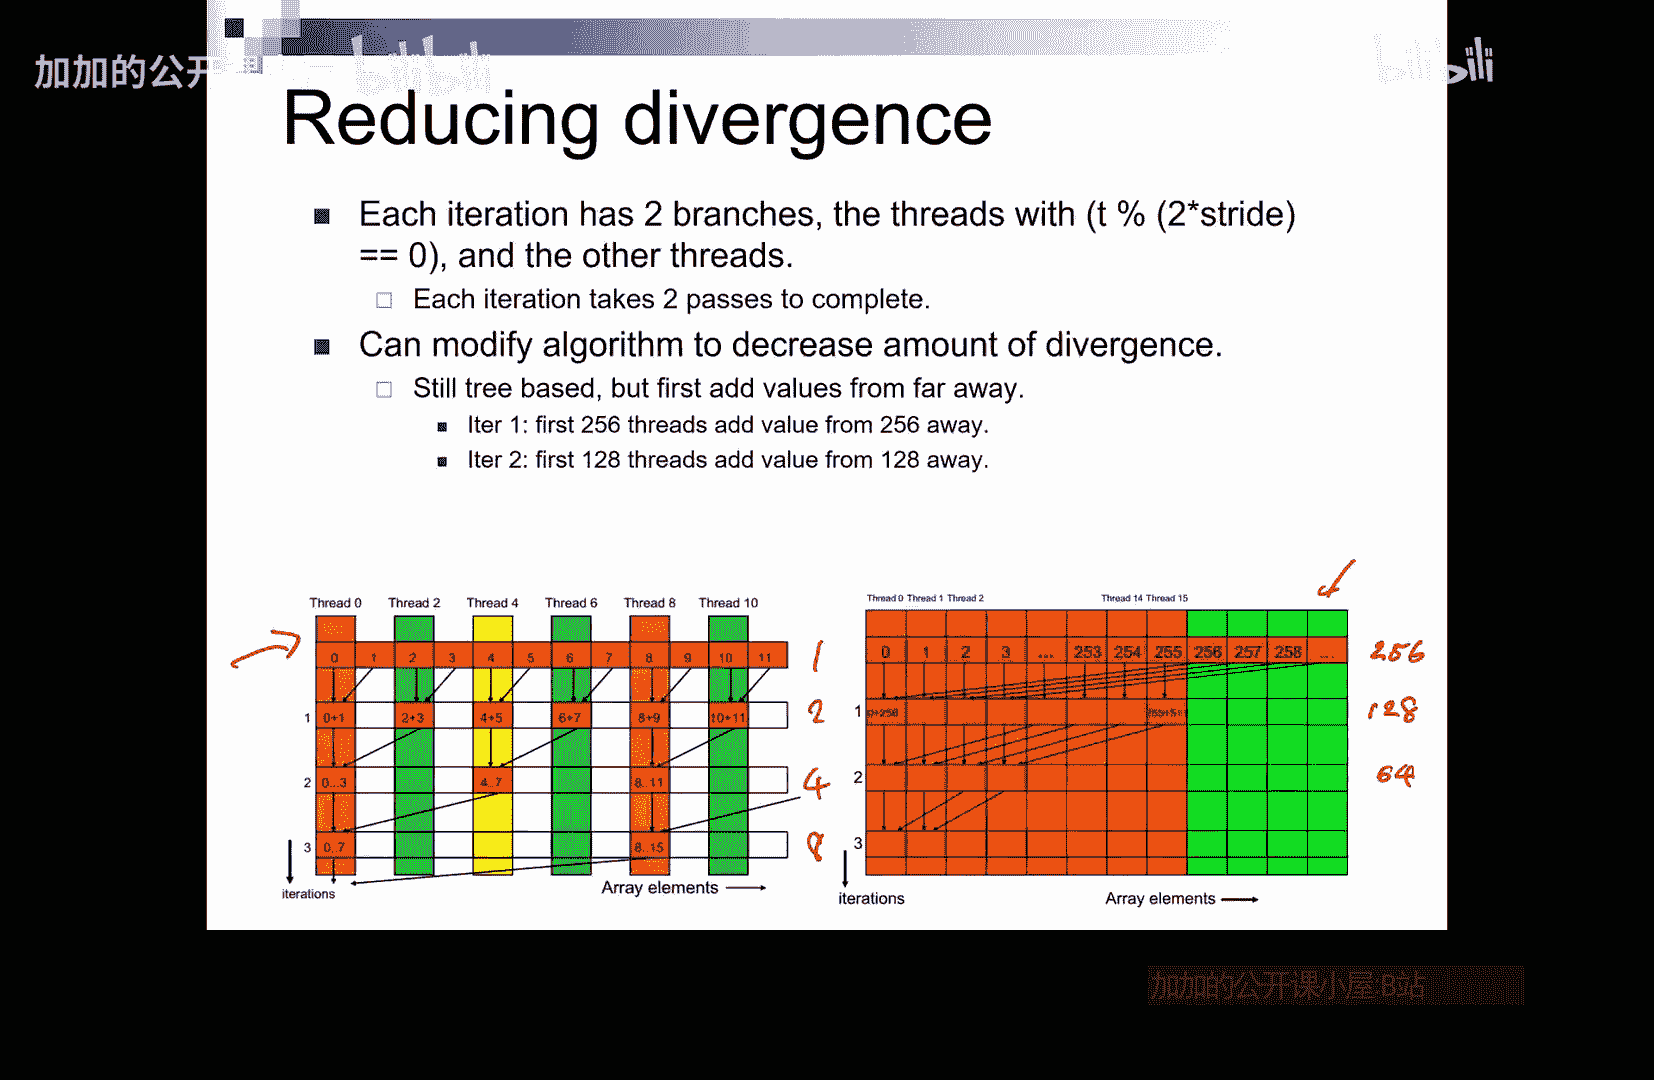 加加的公开课
bilibili
bilibili
Reducing divergence
Each iteration has 2 branches, the threads with (t % (2*stride)
== 0), and the other threads.
Each iteration takes 2 passes to complete.
Can modify algorithm to decrease amount of divergence.
Still tree based, but first add values from far away.
Iter 1: first 256 threads add value from 256 away.
Iter 2: first 128 threads add value from 128 away.
Thread 0 Thread 2 Thread 4 Thread 6 Thread 8 Thread 10
0 1 2 3 4 5 6 7 8 9 10 11 1
1 0+1 2+3 4+5 6+7 8+9 10+11 2
2 0...3 4..7 8..11 4
3 0..7 8..15 8
iterations
Array elements
Thread 0 Thread 1 Thread 2 Thread 14 Thread 15
0 1 2 3 ... 253 254 255 256 257 258 ... 256
1 0+256 128
2 64
3
iterations
Array elements
加加的公开课小屋:B站